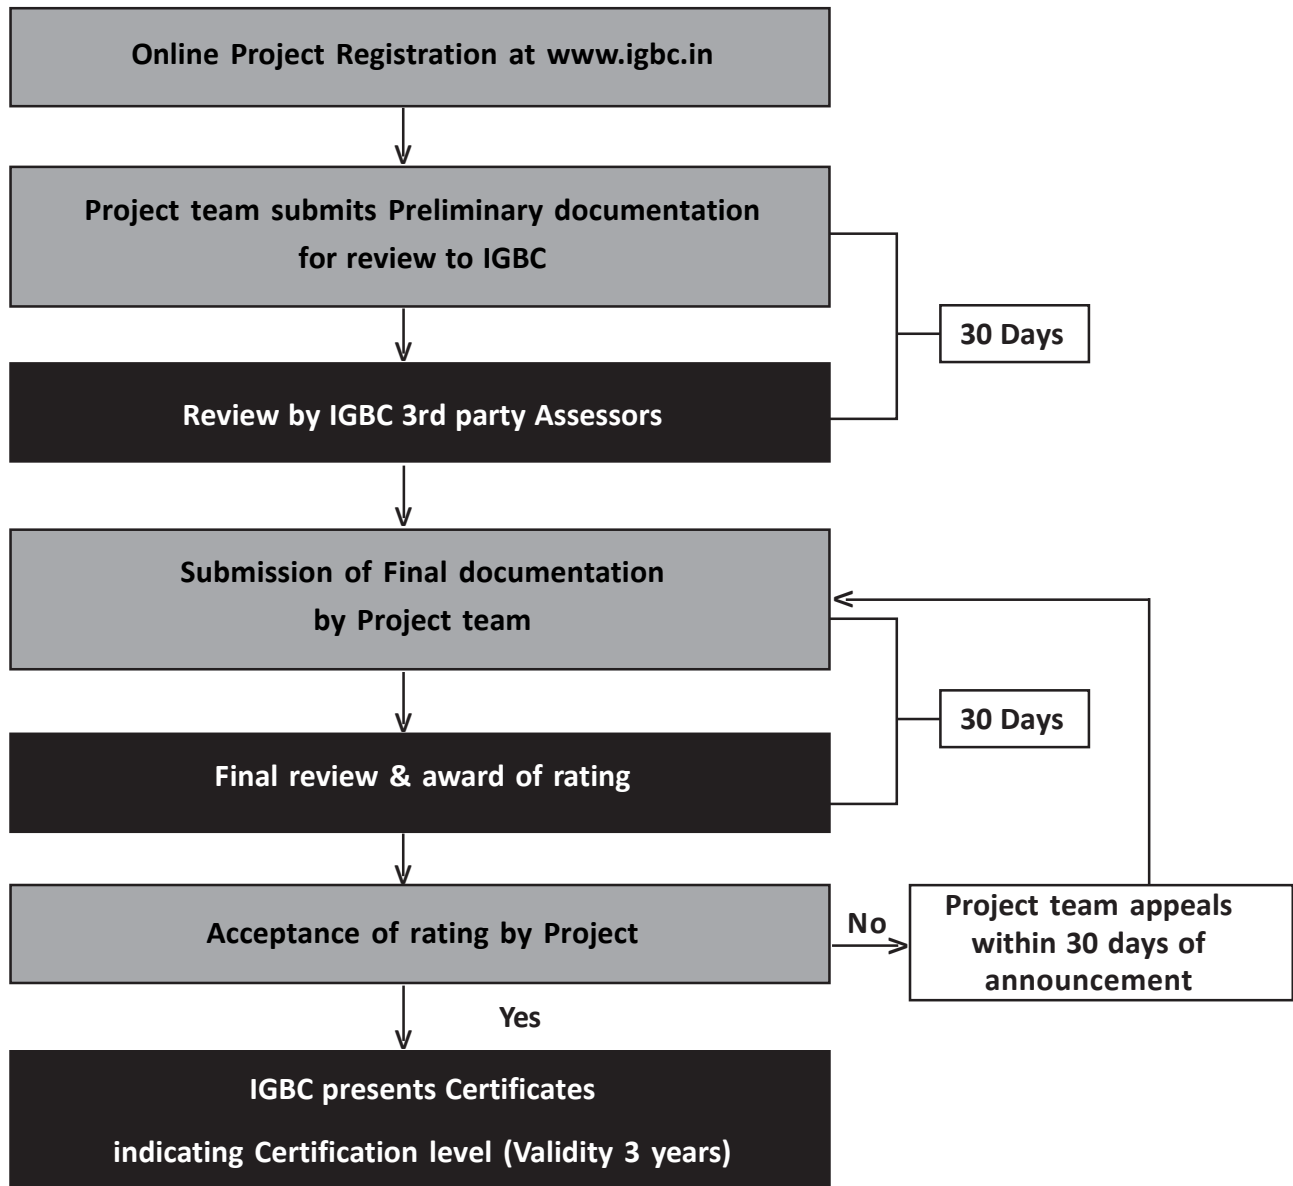 Online Project Registration at www.igbc.in
Project team submits Preliminary documentation
for review to IGBC
30 Days
Review by IGBC 3rd party Assessors
Submission of Final documentation
by Project team
30 Days
Final review & award of rating
Acceptance of rating by Project
No
Project team appeals
within 30 days of
announcement
Yes
IGBC presents Certificates
indicating Certification level (Validity 3 years)